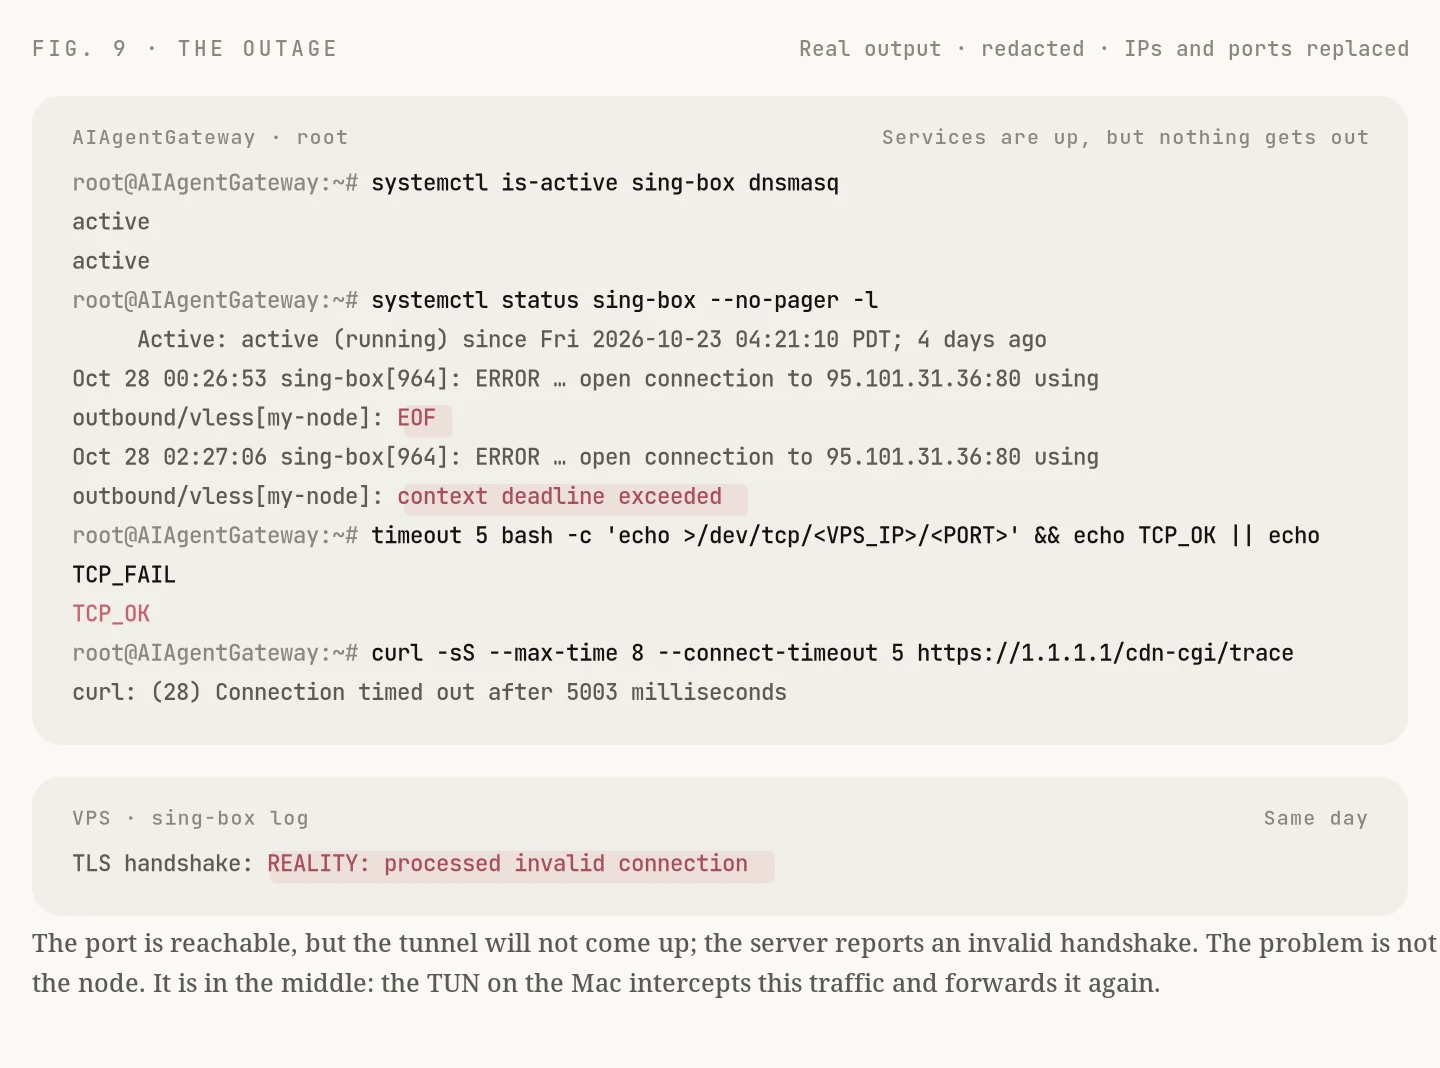 FIG. 9 · THE OUTAGE
Real output · redacted · IPs and ports replaced
AIAgentGateway · root
Services are up, but nothing gets out
root@AIAgentGateway:~# systemctl is-active sing-box dnsmasq
active
active
root@AIAgentGateway:~# systemctl status sing-box --no-pager -l
     Active: active (running) since Fri 2026-10-23 04:21:10 PDT; 4 days ago
Oct 28 00:26:53 sing-box[964]: ERROR … open connection to 95.101.31.36:80 using
outbound/vless[my-node]: EOF
Oct 28 02:27:06 sing-box[964]: ERROR … open connection to 95.101.31.36:80 using
outbound/vless[my-node]: context deadline exceeded
root@AIAgentGateway:~# timeout 5 bash -c 'echo >/dev/tcp/<VPS_IP>/<PORT>' && echo TCP_OK || echo
TCP_FAIL
TCP_OK
root@AIAgentGateway:~# curl -sS --max-time 8 --connect-timeout 5 https://1.1.1.1/cdn-cgi/trace
curl: (28) Connection timed out after 5003 milliseconds
VPS · sing-box log
Same day
TLS handshake: REALITY: processed invalid connection
The port is reachable, but the tunnel will not come up; the server reports an invalid handshake. The problem is not
the node. It is in the middle: the TUN on the Mac intercepts this traffic and forwards it again.